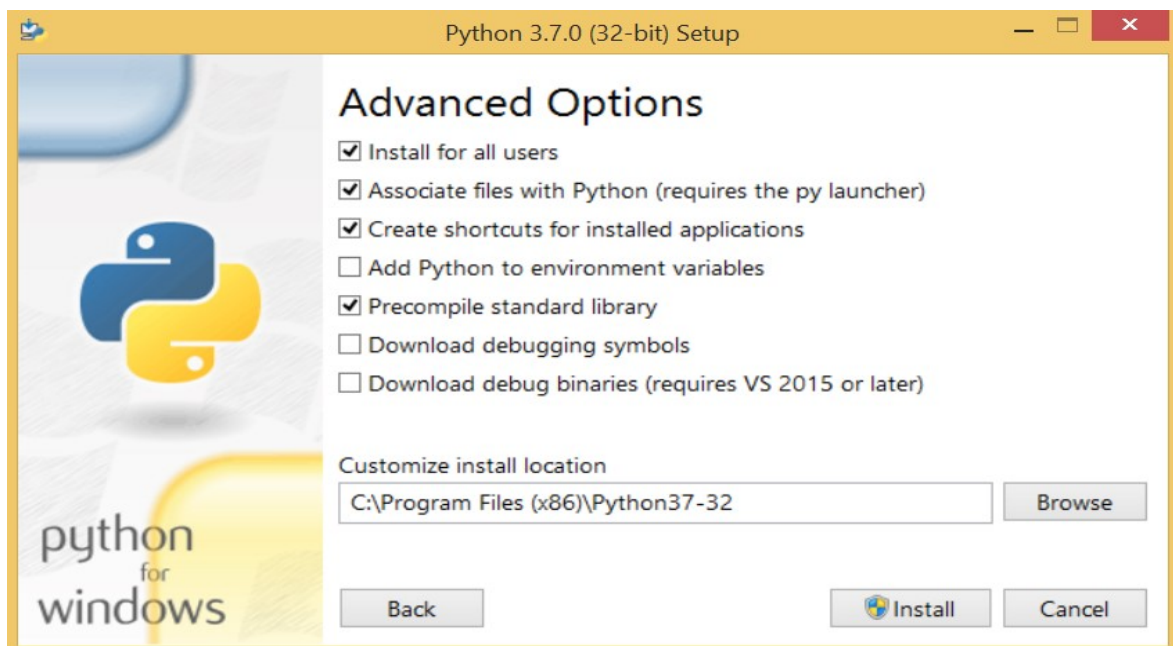 Python 3.7.0 (32-bit) Setup
Advanced Options
Install for all users
Associate files with Python (requires the py launcher)
Create shortcuts for installed applications
Add Python to environment variables
Precompile standard library
Download debugging symbols
Download debug binaries (requires VS 2015 or later)
Customize install location
C:\Program Files (x86)\Python37-32
Browse
python
for
windows
Back
Install
Cancel